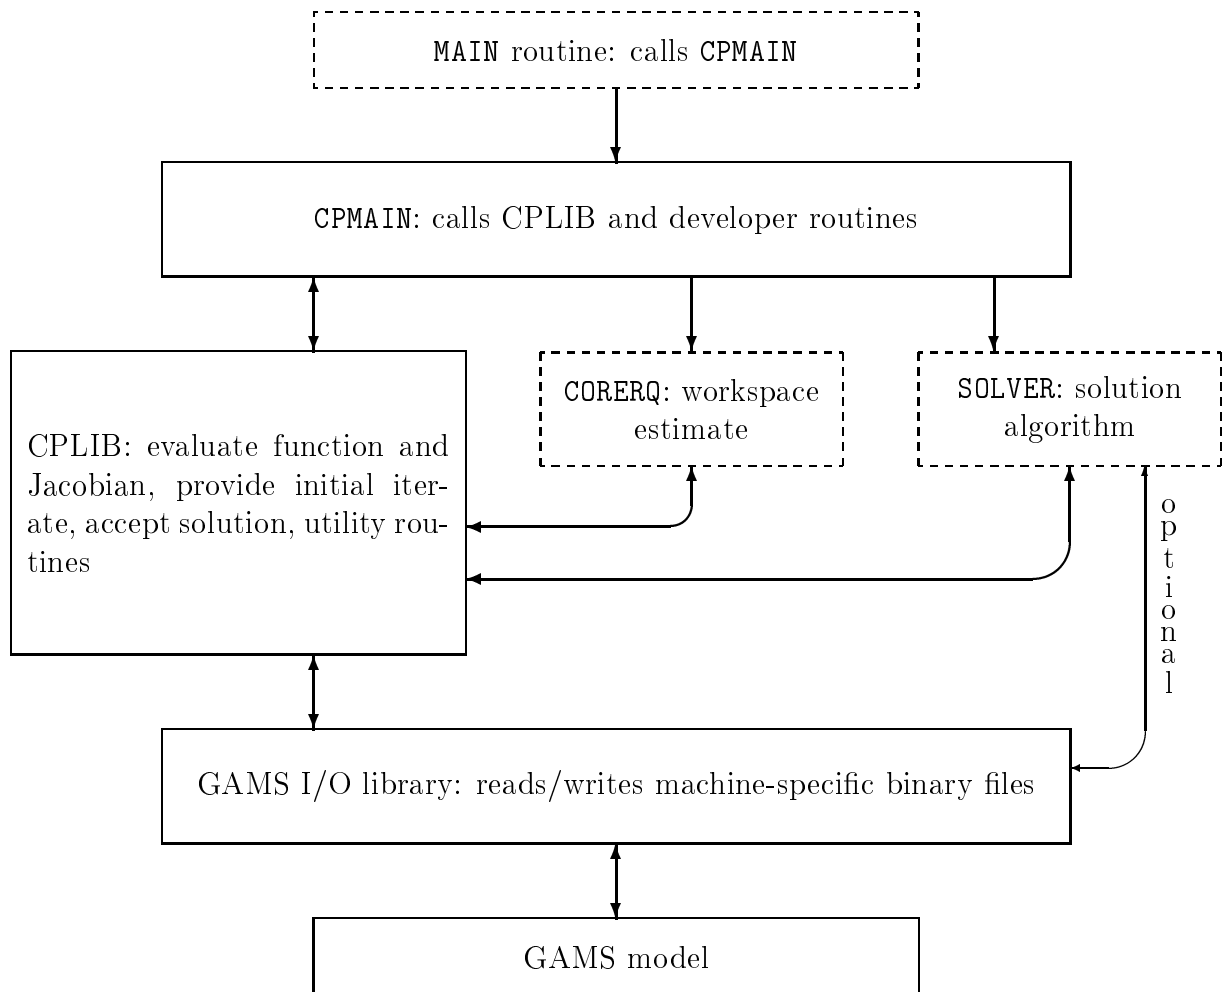 MAIN routine: calls CPMAIN
CPMAIN: calls CPLIB and developer routines
CPLIB: evaluate function and
Jacobian, provide initial iter-
ate, accept solution, utility rou-
tines
CORERQ: workspace
estimate
SOLVER: solution
algorithm
optional
GAMS I/O library: reads/writes machine-specific binary files
GAMS model